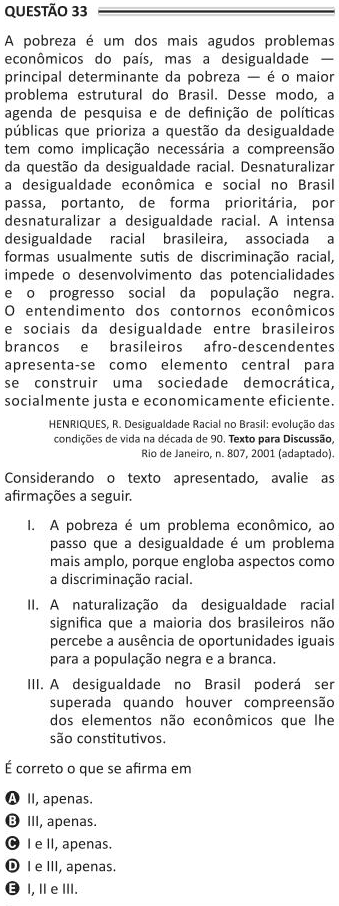 QUESTÃO 33
A pobreza é um dos mais agudos problemas
econômicos do país, mas a desigualdade —
principal determinante da pobreza — é o maior
problema estrutural do Brasil. Desse modo, a
agenda de pesquisa e de definição de políticas
públicas que prioriza a questão da desigualdade
tem como implicação necessária a compreensão
da questão da desigualdade racial. Desnaturalizar
a desigualdade econômica e social no Brasil
passa, portanto, de forma prioritária, por
desnaturalizar a desigualdade racial. A intensa
desigualdade racial brasileira, associada a
formas usualmente sutis de discriminação racial,
impede o desenvolvimento das potencialidades
e o progresso social da população negra.
O entendimento dos contornos econômicos
e sociais da desigualdade entre brasileiros
brancos e brasileiros afro-descendentes
apresenta-se como elemento central para
se construir uma sociedade democrática,
socialmente justa e economicamente eficiente.
HENRIQUES, R. Desigualdade Racial no Brasil: evolução das
condições de vida na década de 90. Texto para Discussão,
Rio de Janeiro, n. 807, 2001 (adaptado).
Considerando o texto apresentado, avalie as
afirmações a seguir.
I. A pobreza é um problema econômico, ao
passo que a desigualdade é um problema
mais amplo, porque engloba aspectos como
a discriminação racial.
II. A naturalização da desigualdade racial
significa que a maioria dos brasileiros não
percebe a ausência de oportunidades iguais
para a população negra e a branca.
III. A desigualdade no Brasil poderá ser
superada quando houver compreensão
dos elementos não econômicos que lhe
são constitutivos.
É correto o que se afirma em
A II, apenas.
B III, apenas.
C I e II, apenas.
D I e III, apenas.
E I, II e III.